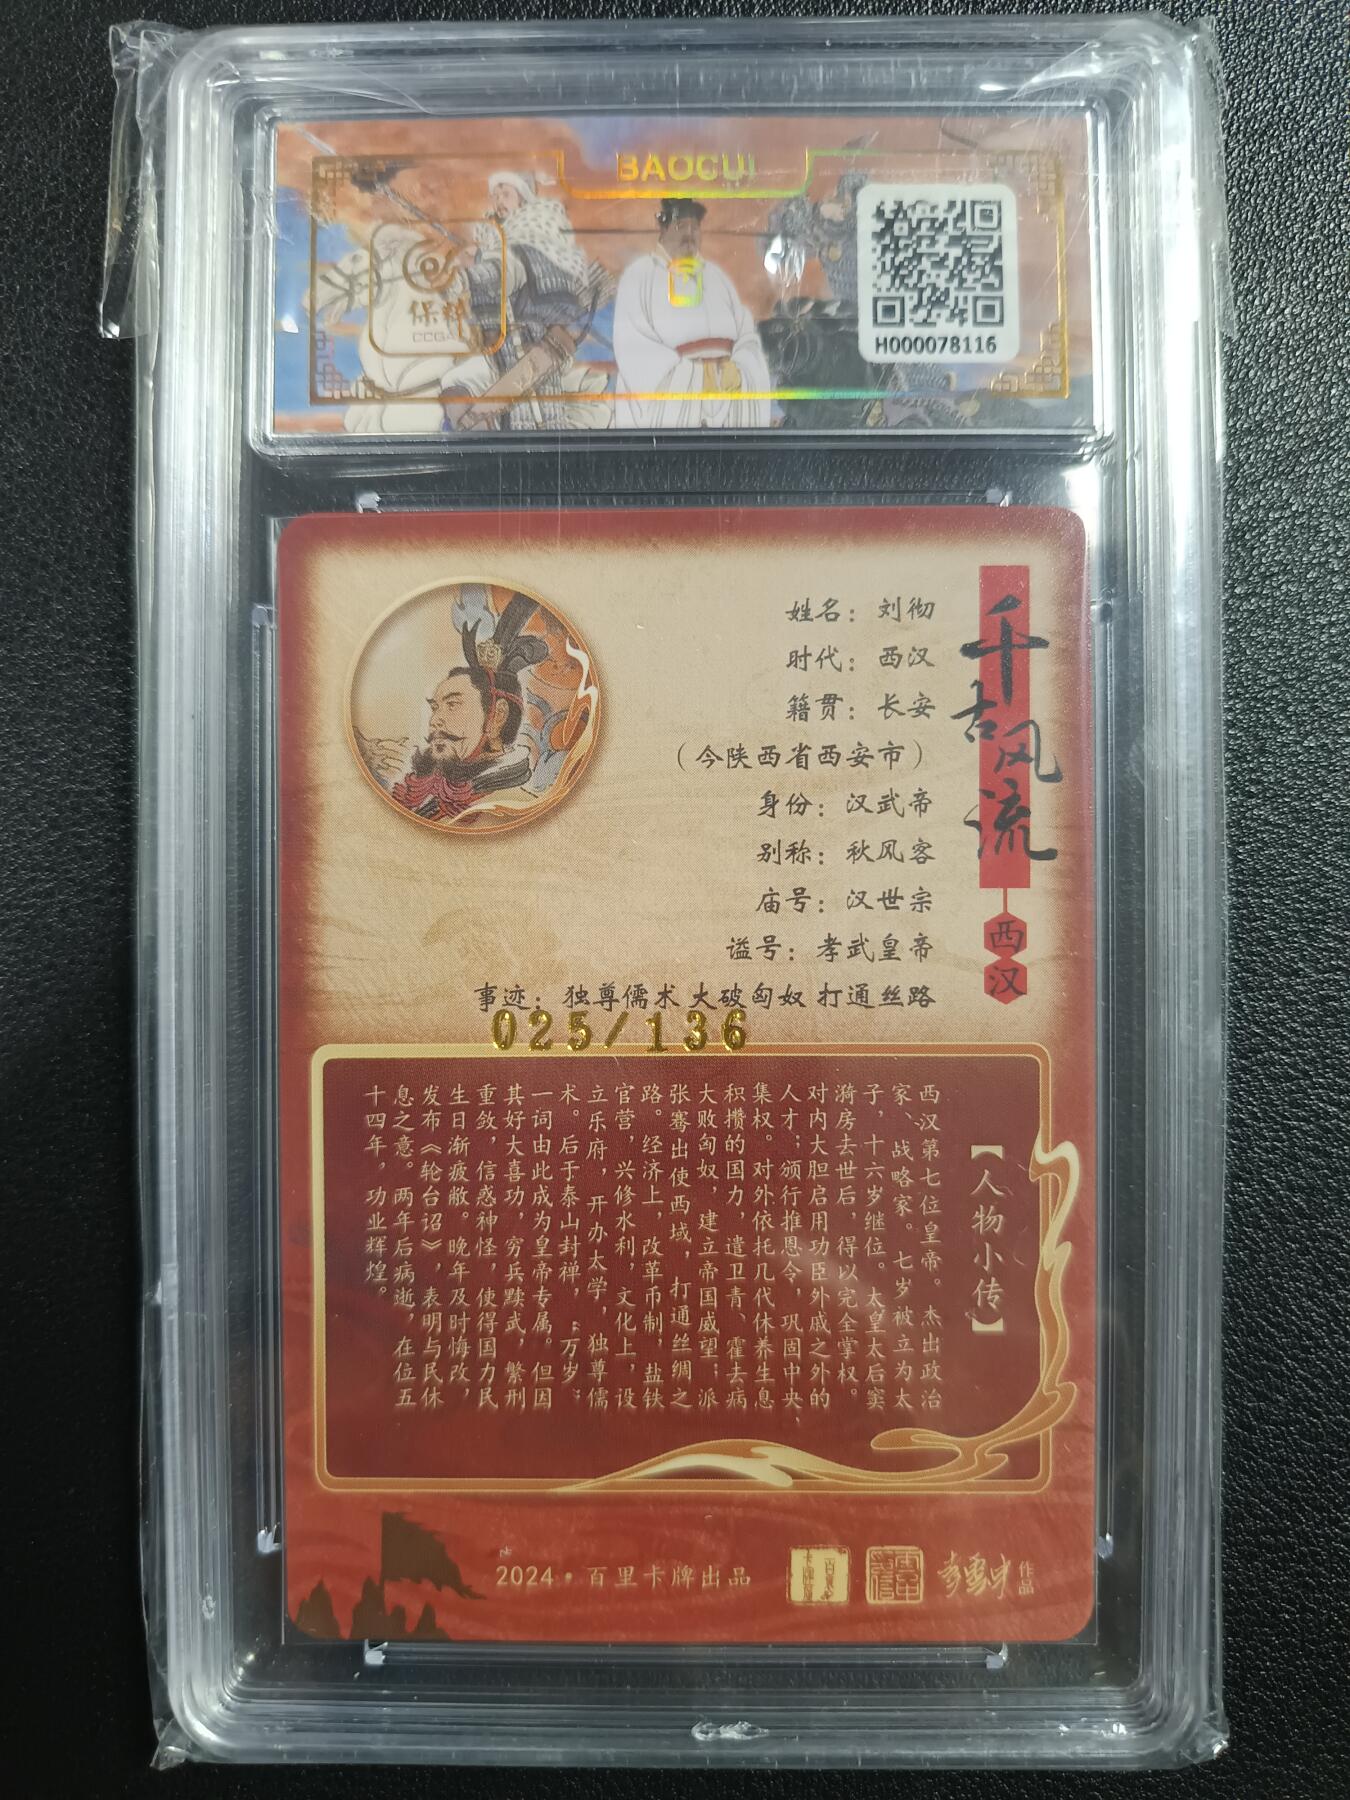 BAOCUI
保粹
CCGA
H000078116
千古风流
西汉
姓名：刘彻
时代：西汉
籍贯：长安
（今陕西省西安市）
身份：汉武帝
别称：秋风客
庙号：汉世宗
谥号：孝武皇帝
事迹：独尊儒术 大破匈奴 打通丝路
025/136
【人物小传】
西汉第七位皇帝。杰出政治
家、战略家。七岁被立为太
子，十六岁继位。太皇太后窦
漪房去世后，得以完全掌权。
对内大胆启用功臣外戚之外的
人才；颁行推恩令，巩固中央
集权。对外依托几代休养生息、
积攒的国力，遣卫青、霍去病
大败匈奴，建立帝国威望；派
张骞出使西域，打通丝绸之
路。经济上，改革币制，盐铁
官营，兴修水利，文化上，设
立乐府，开办太学，独尊儒
术。后于泰山封禅，“万岁”
一词由此成为皇帝专属。但因
其好大喜功，穷兵黩武，繁刑
重敛，信惑神怪，使得国力民
生日渐疲敝。晚年及时悔改，
发布《轮台诏》，表明与民休
息之意。两年后病逝，在位五
十四年，功业辉煌。
2024·百里卡牌出品
作品